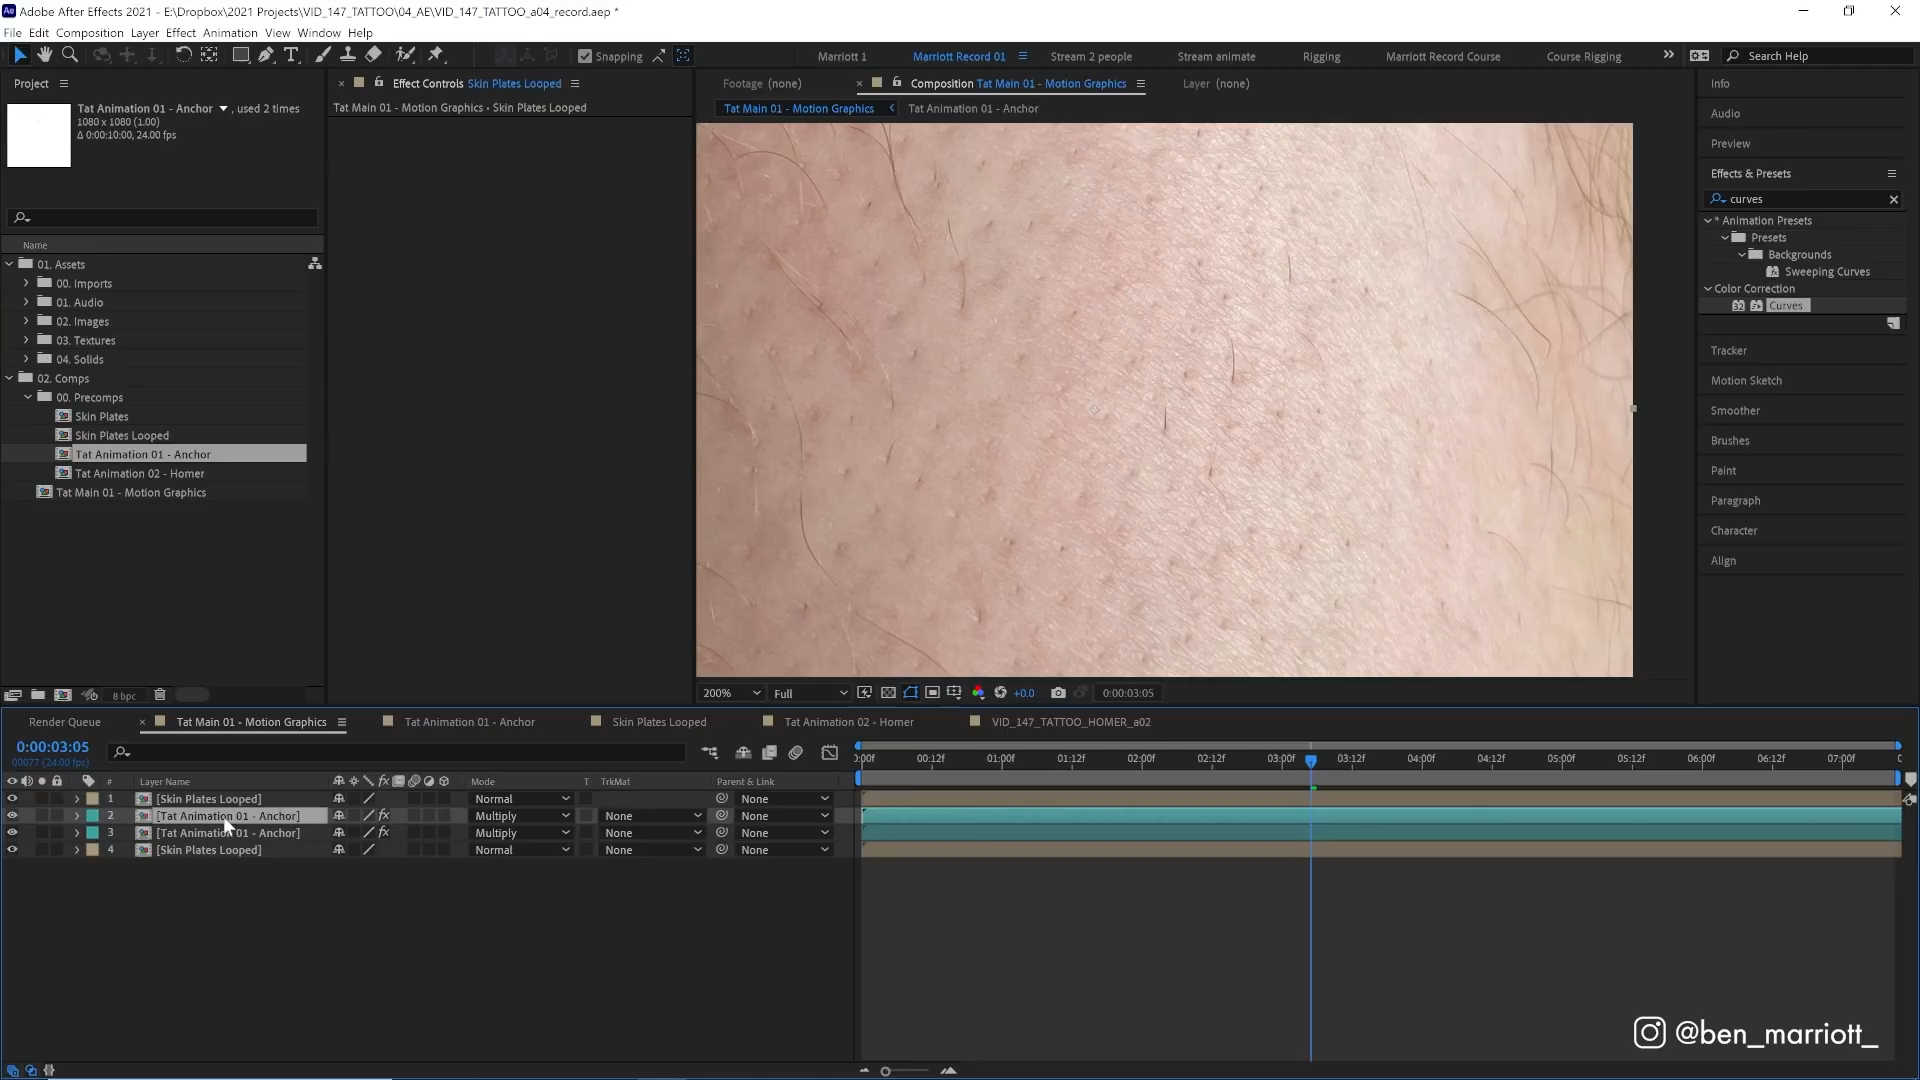 Ae Adobe After Effects 2021 - E:\Dropbox\2021 Projects\VID_147_TATTOO\04_AE\VID_147_TATTOO_a04_record.aep *
File Edit Composition Layer Effect Animation View Window Help
Snapping Marriott 1 Marriott Record 01 Stream 2 people Stream animate Rigging Marriott Record Course Course Rigging Search Help
Project
Tat Animation 01 - Anchor , used 2 times
1080 x 1080 (1.00)
Δ 0:00:10:00, 24.00 fps
Name
01. Assets
00. Imports
01. Audio
02. Images
03. Textures
04. Solids
02. Comps
00. Precomps
Skin Plates
Skin Plates Looped
Tat Animation 01 - Anchor
Tat Animation 02 - Homer
Tat Main 01 - Motion Graphics
8 bpc
Effect Controls Skin Plates Looped
Tat Main 01 - Motion Graphics • Skin Plates Looped
Footage (none) Composition Tat Main 01 - Motion Graphics Layer (none)
Tat Main 01 - Motion Graphics Tat Animation 01 - Anchor
200% Full +0.0 0:00:03:05
Info
Audio
Preview
Effects & Presets
curves
* Animation Presets
Presets
Backgrounds
Sweeping Curves
Color Correction
32 Curves
Tracker
Motion Sketch
Smoother
Brushes
Paint
Paragraph
Character
Align
Render Queue Tat Main 01 - Motion Graphics Tat Animation 01 - Anchor Skin Plates Looped Tat Animation 02 - Homer VID_147_TATTOO_HOMER_a02
0:00:03:05
00077 (24.00 fps)
:00f 00:12f 01:00f 01:12f 02:00f 02:12f 03:00f 03:12f 04:00f 04:12f 05:00f 05:12f 06:00f 06:12f 07:00f
# Layer Name fx Mode T TrkMat Parent & Link
1 [Skin Plates Looped] Normal None
2 [Tat Animation 01 - Anchor] fx Multiply None None
3 [Tat Animation 01 - Anchor] fx Multiply None None
4 [Skin Plates Looped] Normal None None
@ben_marriott_